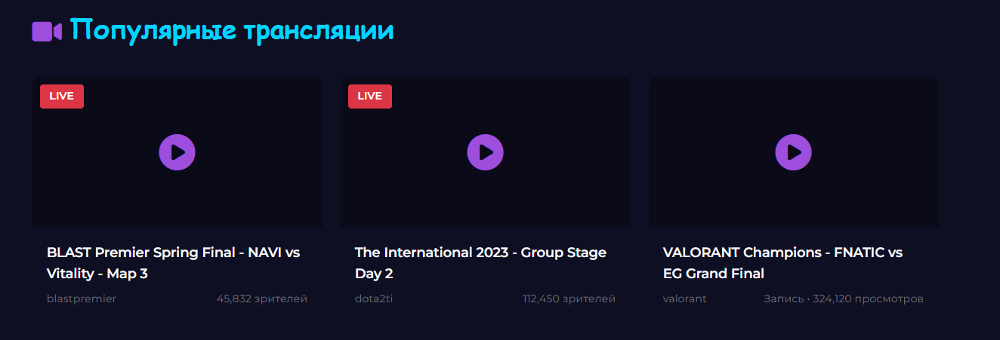 Популярные трансляции
LIVE
LIVE
BLAST Premier Spring Final - NAVI vs
Vitality - Map 3
blastpremier
45,832 зрителей
The International 2023 - Group Stage
Day 2
dota2ti
112,450 зрителей
VALORANT Champions - FNATIC vs
EG Grand Final
valorant
Запись • 324,120 просмотров